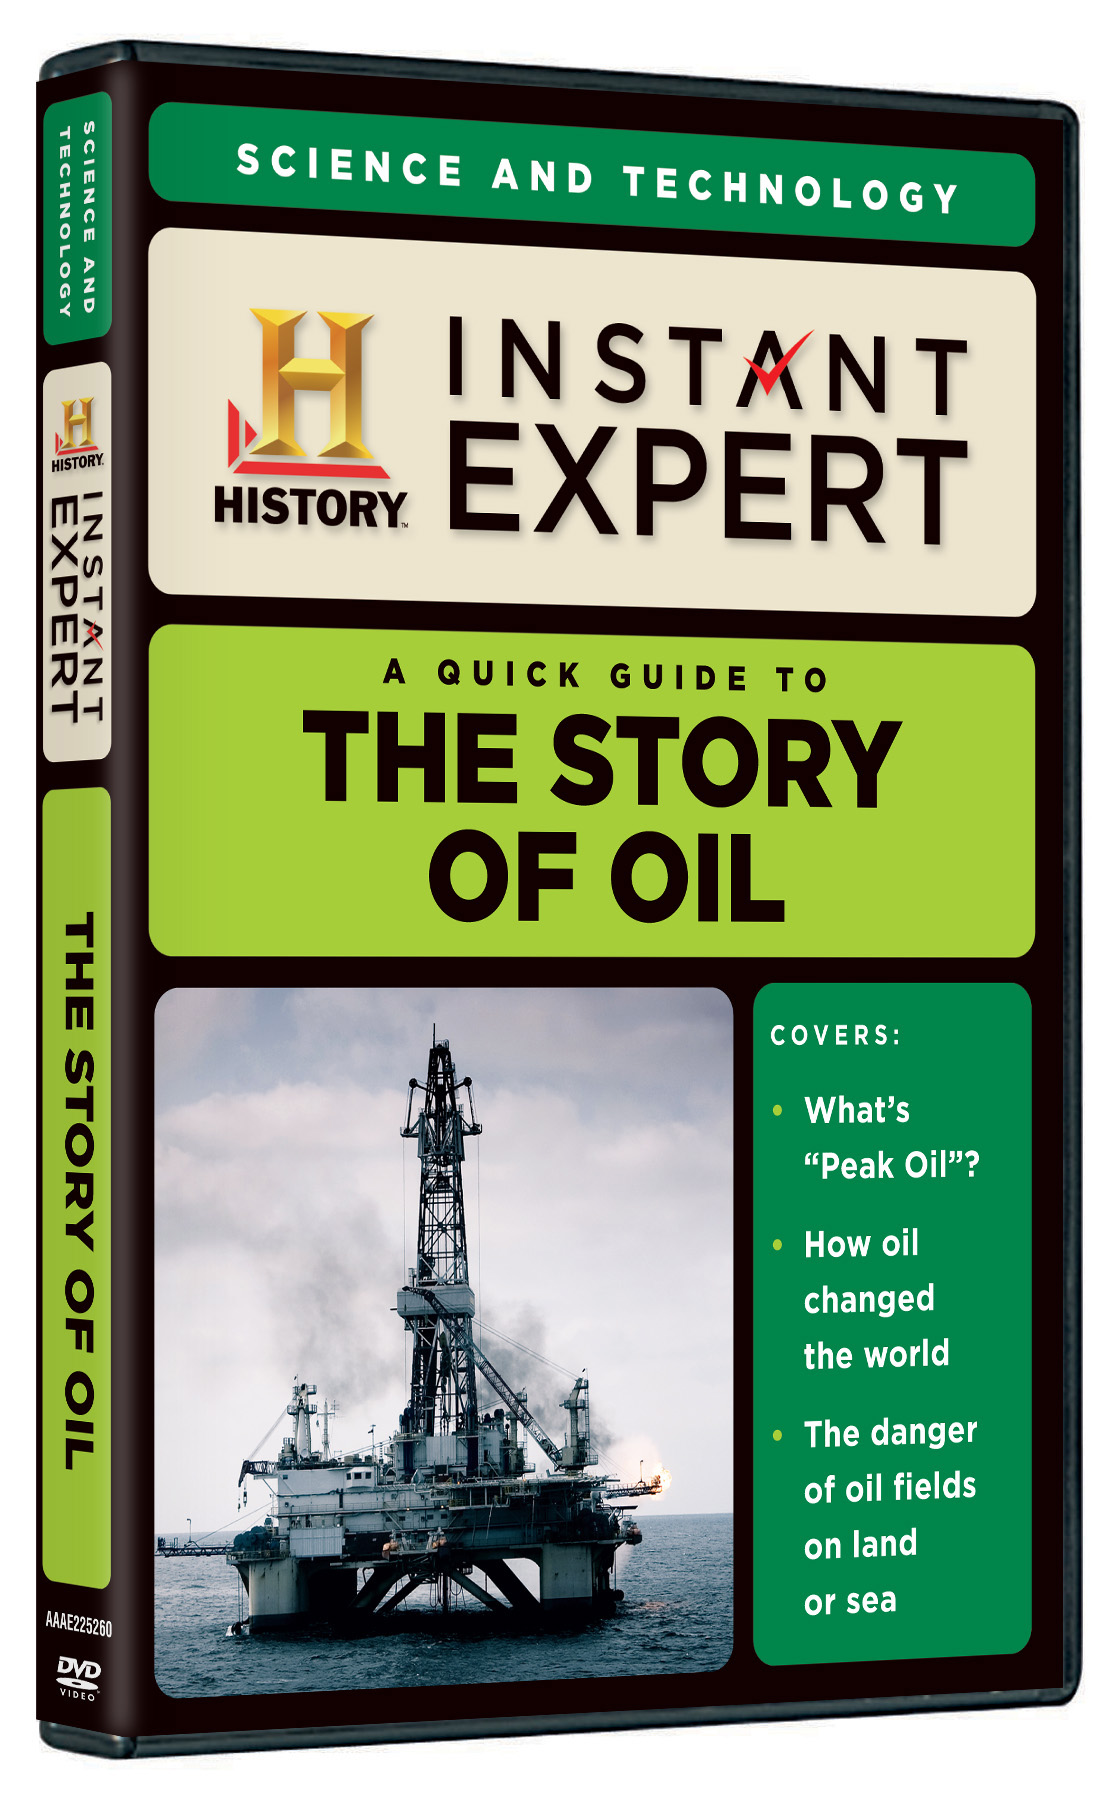 SCIENCE AND TECHNOLOGY
HISTORY™
INSTANT
EXPERT
A QUICK GUIDE TO
THE STORY
OF OIL
COVERS:
• What's
“Peak Oil”?
• How oil
changed
the world
• The danger
of oil fields
on land
or sea
SCIENCE AND
TECHNOLOGY
HISTORY.
INSTANT
EXPERT
THE STORY OF OIL
AAAE225260
DVD
VIDEO